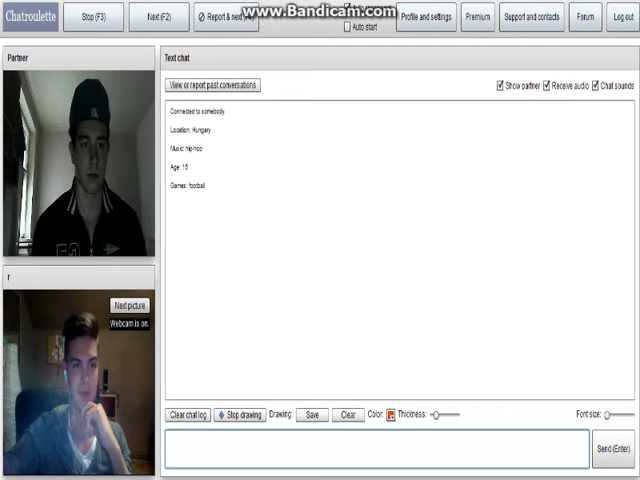 Chatroulette
Stop (F3)
Next (F2)
Report & next
www.Bandicam.com
Auto start
Profile and settings
Premium
Support and contacts
Forum
Log out
Partner
Text chat
View or report past conversations
Show partner
Receive audio
Chat sounds
Connected to somebody.
Location: Hungary
Music: hip-hop
Age: 15
Games: football
r
Next picture
Webcam is on.
Clear chat log
Stop drawing
Drawing:
Save
Clear
Color:
Thickness:
Font size:
Send (Enter)